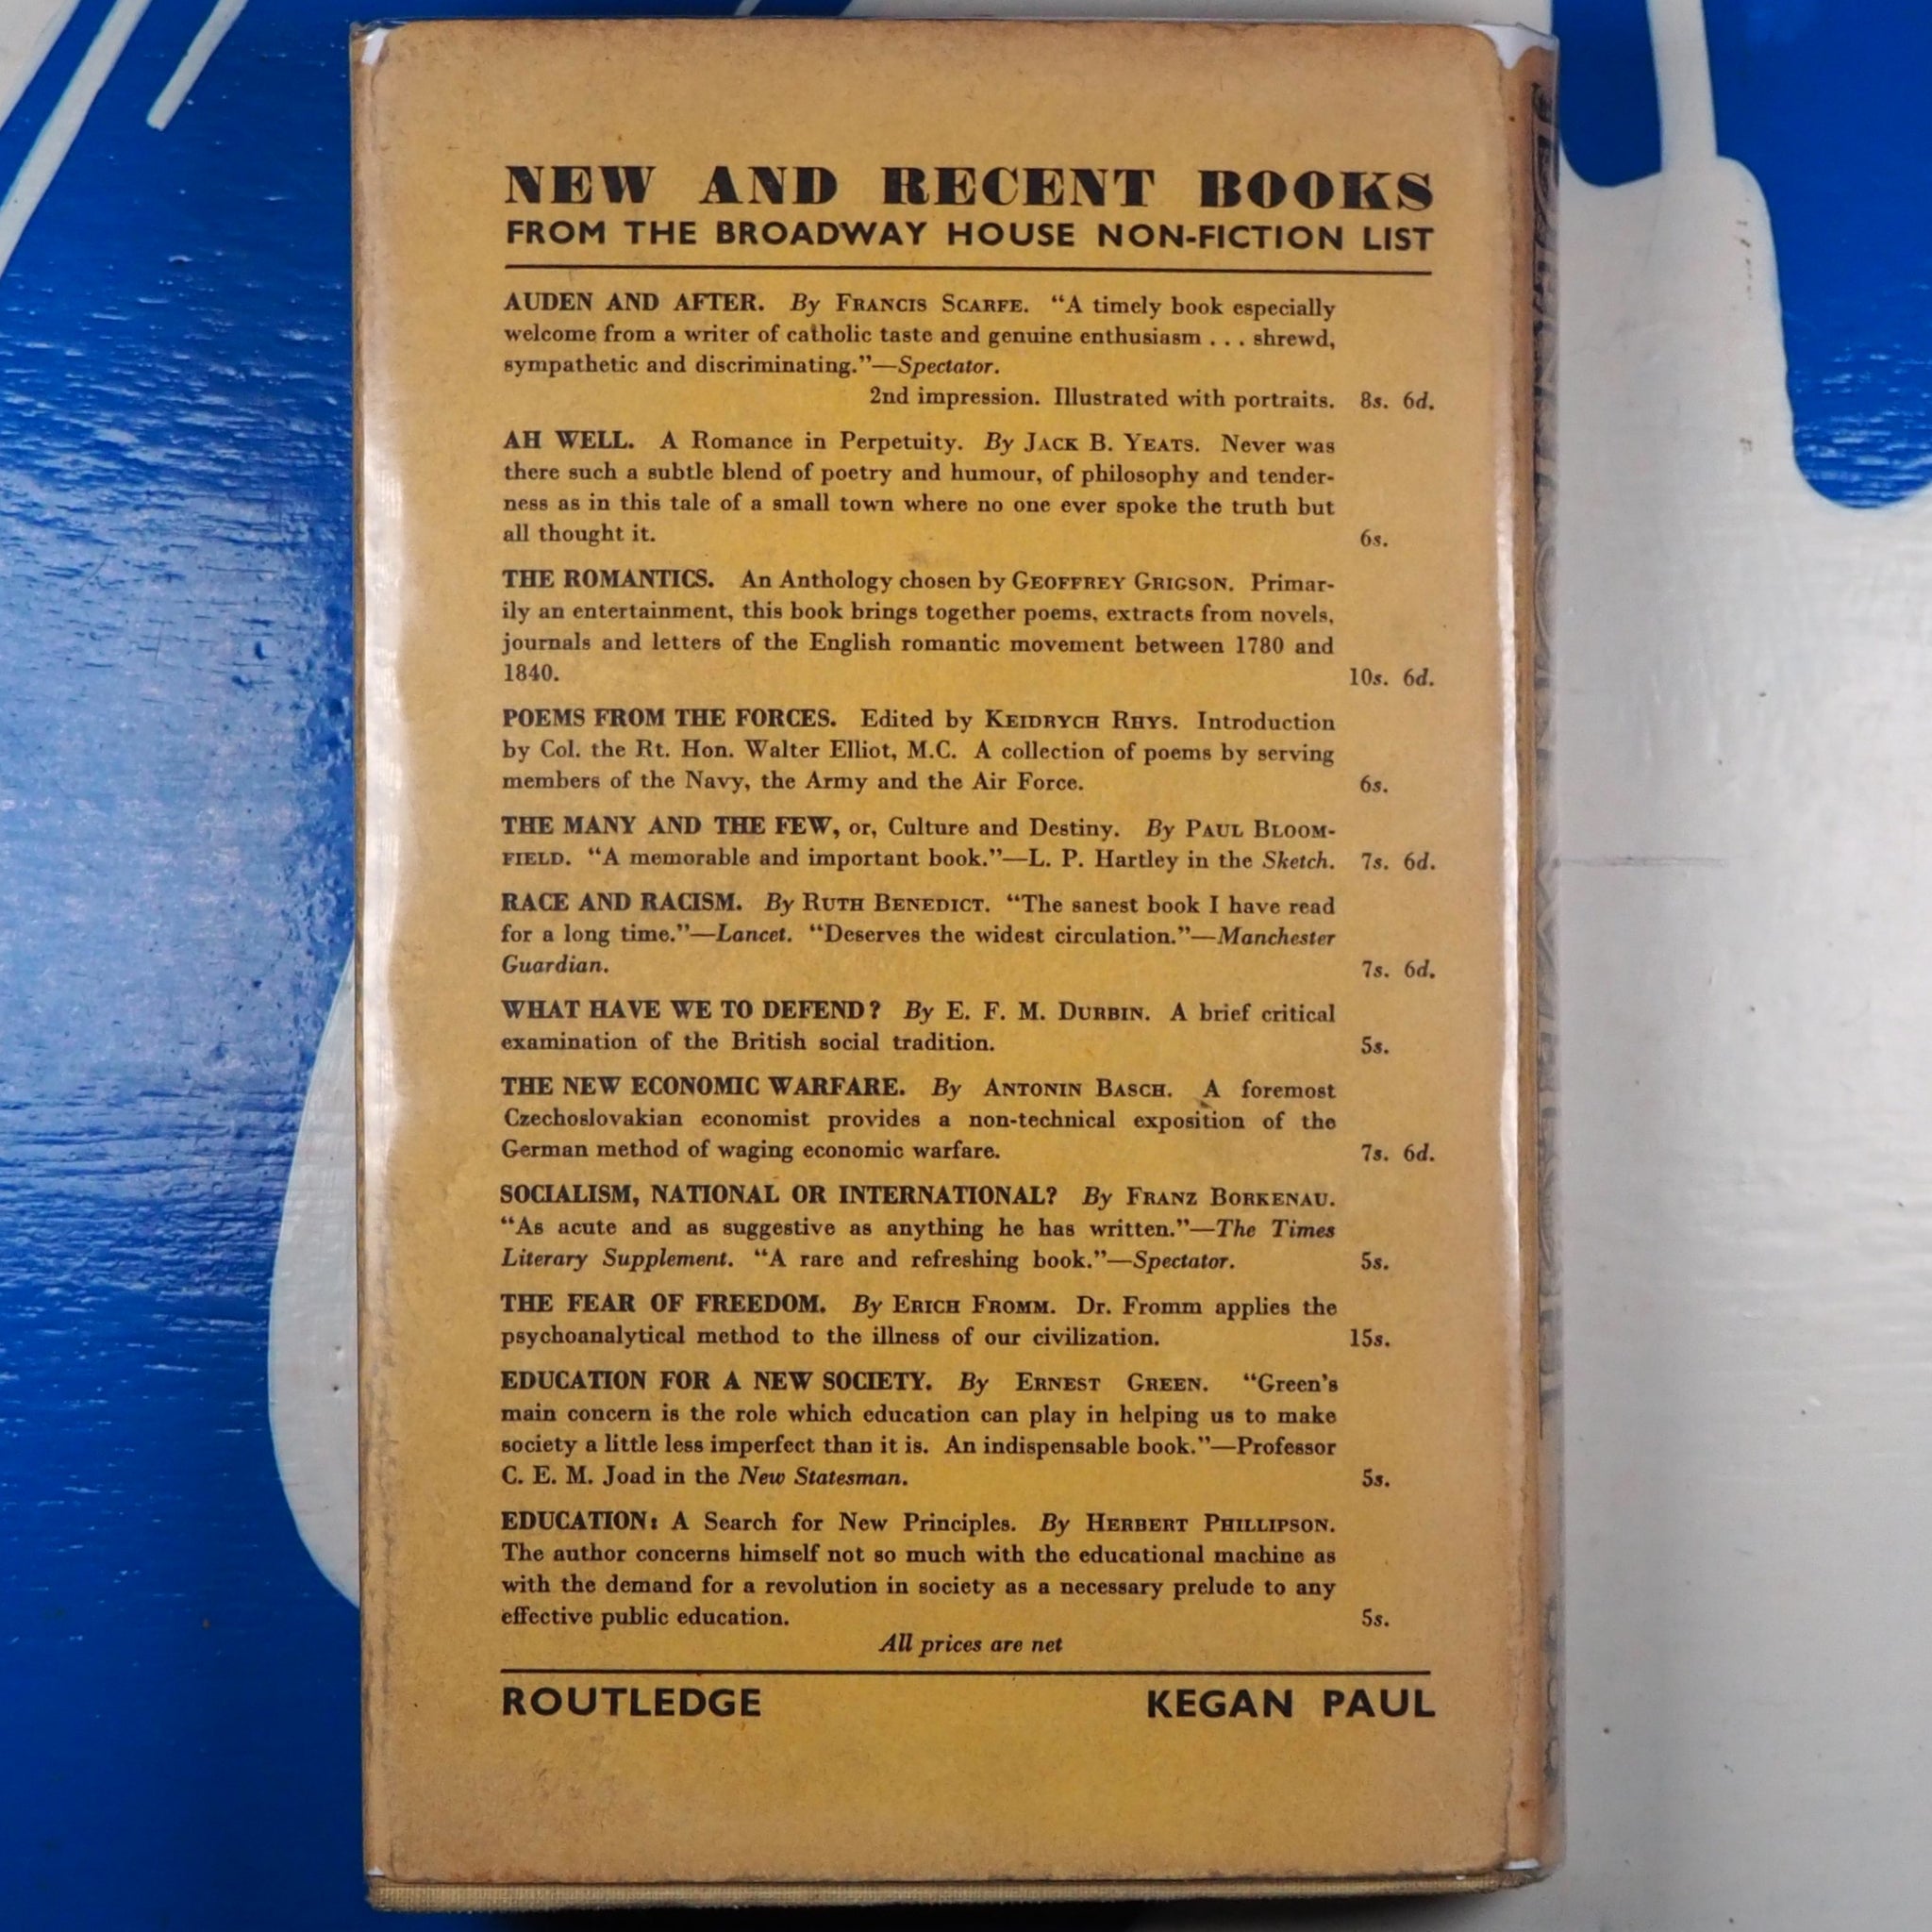 NEW AND RECENT BOOKS
FROM THE BROADWAY HOUSE NON-FICTION LIST
AUDEN AND AFTER. By FRANCIS SCARFE. “A timely book especially
welcome from a writer of catholic taste and genuine enthusiasm . . . shrewd,
sympathetic and discriminating.”—Spectator.
2nd impression. Illustrated with portraits. 8s. 6d.
AH WELL. A Romance in Perpetuity. By JACK B. YEATS. Never was
there such a subtle blend of poetry and humour, of philosophy and tender-
ness as in this tale of a small town where no one ever spoke the truth but
all thought it. 6s.
THE ROMANTICS. An Anthology chosen by GEOFFREY GRIGSON. Primar-
ily an entertainment, this book brings together poems, extracts from novels,
journals and letters of the English romantic movement between 1780 and
1840. 10s. 6d.
POEMS FROM THE FORCES. Edited by KEIDRYCH RHYS. Introduction
by Col. the Rt. Hon. Walter Elliot, M.C. A collection of poems by serving
members of the Navy, the Army and the Air Force. 6s.
THE MANY AND THE FEW, or, Culture and Destiny. By PAUL BLOOM-
FIELD. “A memorable and important book.”—L. P. Hartley in the Sketch. 7s. 6d.
RACE AND RACISM. By RUTH BENEDICT. “The sanest book I have read
for a long time.”—Lancet. “Deserves the widest circulation.”—Manchester
Guardian. 7s. 6d.
WHAT HAVE WE TO DEFEND? By E. F. M. DURBIN. A brief critical
examination of the British social tradition. 5s.
THE NEW ECONOMIC WARFARE. By ANTONIN BASCH. A foremost
Czechoslovakian economist provides a non-technical exposition of the
German method of waging economic warfare. 7s. 6d.
SOCIALISM, NATIONAL OR INTERNATIONAL? By FRANZ BORKENAU.
“As acute and as suggestive as anything he has written.”—The Times
Literary Supplement. “A rare and refreshing book.”—Spectator. 5s.
THE FEAR OF FREEDOM. By ERICH FROMM. Dr. Fromm applies the
psychoanalytical method to the illness of our civilization. 15s.
EDUCATION FOR A NEW SOCIETY. By ERNEST GREEN. “Green's
main concern is the role which education can play in helping us to make
society a little less imperfect than it is. An indispensable book.”—Professor
C. E. M. Joad in the New Statesman. 5s.
EDUCATION: A Search for New Principles. By HERBERT PHILLIPSON.
The author concerns himself not so much with the educational machine as
with the demand for a revolution in society as a necessary prelude to any
effective public education. 5s.
All prices are net
ROUTLEDGE KEGAN PAUL